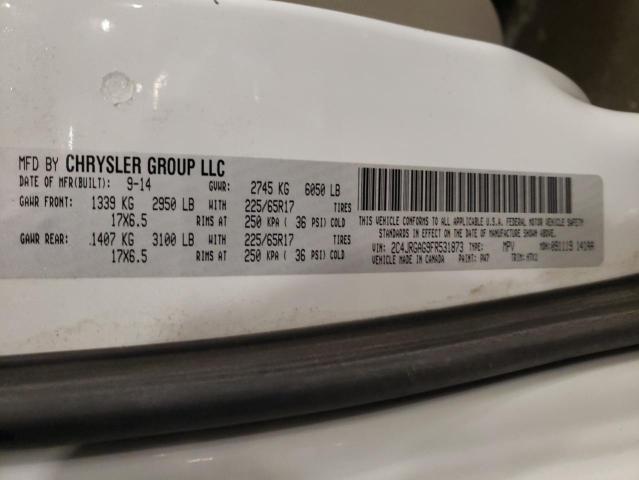 MFD BY CHRYSLER GROUP LLC
DATE OF MFR(BUILT): 9-14 GVWR: 2745 KG 6050 LB
GAWR FRONT: 1339 KG 2950 LB WITH 225/65R17 TIRES
17X6.5 RIMS AT 250 KPA ( 36 PSI) COLD
GAWR REAR: 1407 KG 3100 LB WITH 225/65R17 TIRES
17X6.5 RIMS AT 250 KPA ( 36 PSI) COLD
THIS VEHICLE CONFORMS TO ALL APPLICABLE U.S.A. FEDERAL MOTOR VEHICLE SAFETY
STANDARDS IN EFFECT ON THE DATE OF MANUFACTURE SHOWN ABOVE.
VIN: 2C4JRGAG9FR531873 TYPE: MPV MDH: 091119 141AA
VEHICLE MADE IN CANADA PAINT: PW7 TRIM: